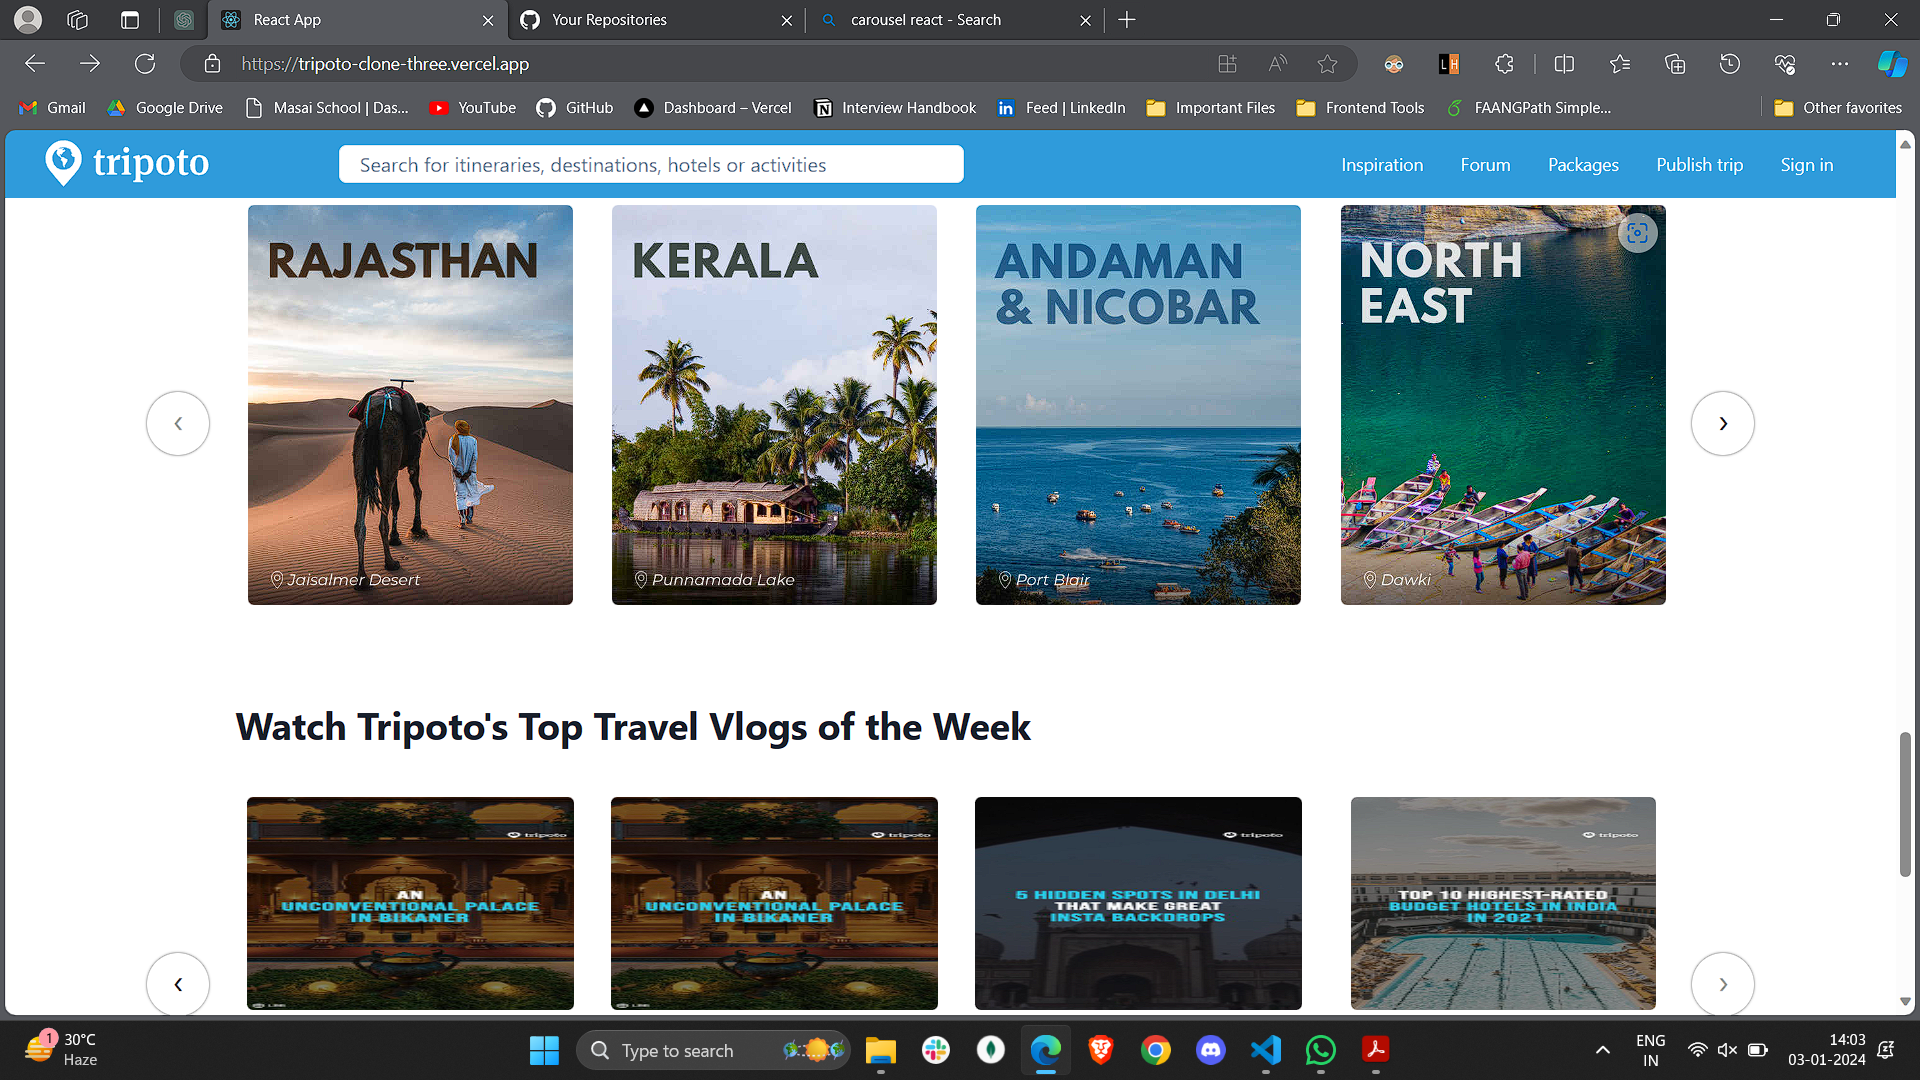 React App
Your Repositories
carousel react - Search
https://tripoto-clone-three.vercel.app
Gmail
Google Drive
Masai School | Das...
YouTube
GitHub
Dashboard – Vercel
Interview Handbook
Feed | LinkedIn
Important Files
Frontend Tools
FAANGPath Simple...
Other favorites
tripoto
Search for itineraries, destinations, hotels or activities
Inspiration
Forum
Packages
Publish trip
Sign in
RAJASTHAN
Jaisalmer Desert
KERALA
Punnamada Lake
ANDAMAN
& NICOBAR
Port Blair
NORTH
EAST
Dawki
Watch Tripoto's Top Travel Vlogs of the Week
tripoto
AN
UNCONVENTIONAL PALACE
IN BIKANER
tripoto
AN
UNCONVENTIONAL PALACE
IN BIKANER
tripoto
5 HIDDEN SPOTS IN DELHI
THAT MAKE GREAT
INSTA BACKDROPS
tripoto
TOP 10 HIGHEST-RATED
BUDGET HOTELS IN INDIA
IN 2021
1
30°C
Haze
Type to search
ENG
IN
14:03
03-01-2024